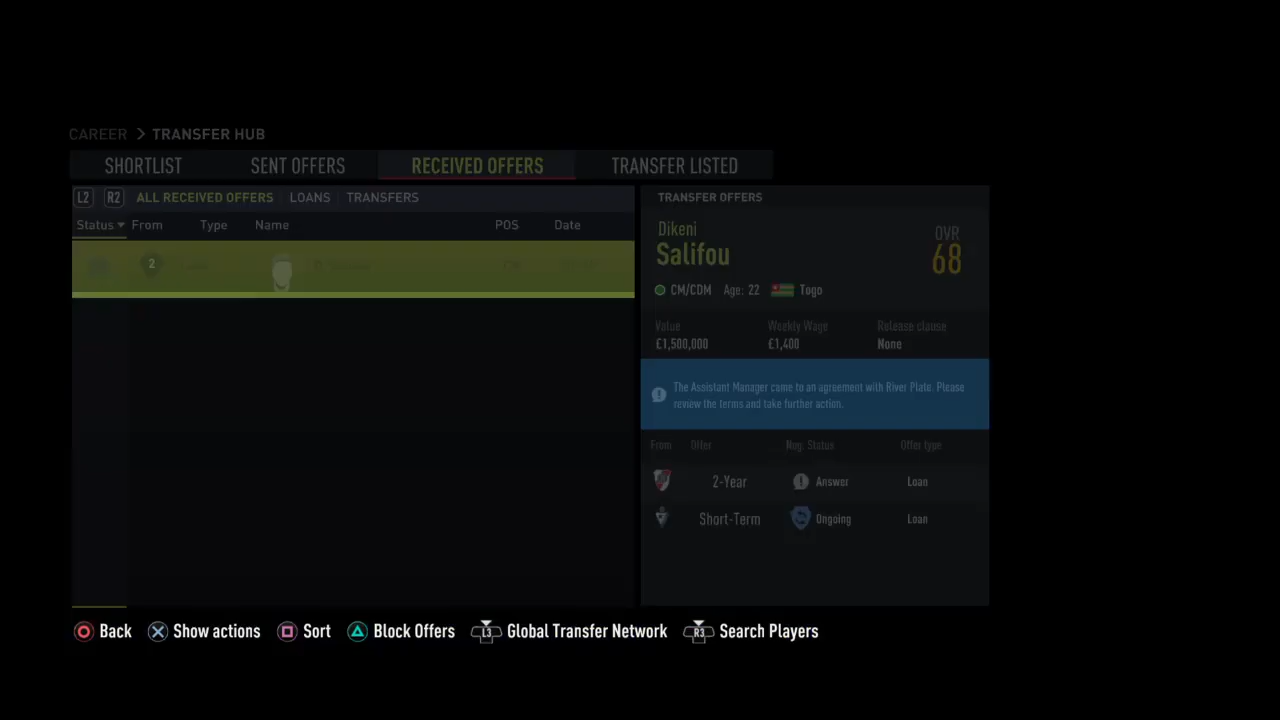 CAREER > TRANSFER HUB
SHORTLIST SENT OFFERS RECEIVED OFFERS TRANSFER LISTED
L2 R2 ALL RECEIVED OFFERS LOANS TRANSFERS
Status From Type Name POS Date
2
TRANSFER OFFERS
Dikeni
Salifou
OVR
68
CM/CDM Age: 22 Togo
Value Weekly Wage Release clause
£1,500,000 £1,400 None
The Assistant Manager came to an agreement with River Plate. Please
review the terms and take further action.
From Offer Neg. Status Offer type
2-Year Answer Loan
Short-Term Ongoing Loan
Back Show actions Sort Block Offers L3 Global Transfer Network R3 Search Players